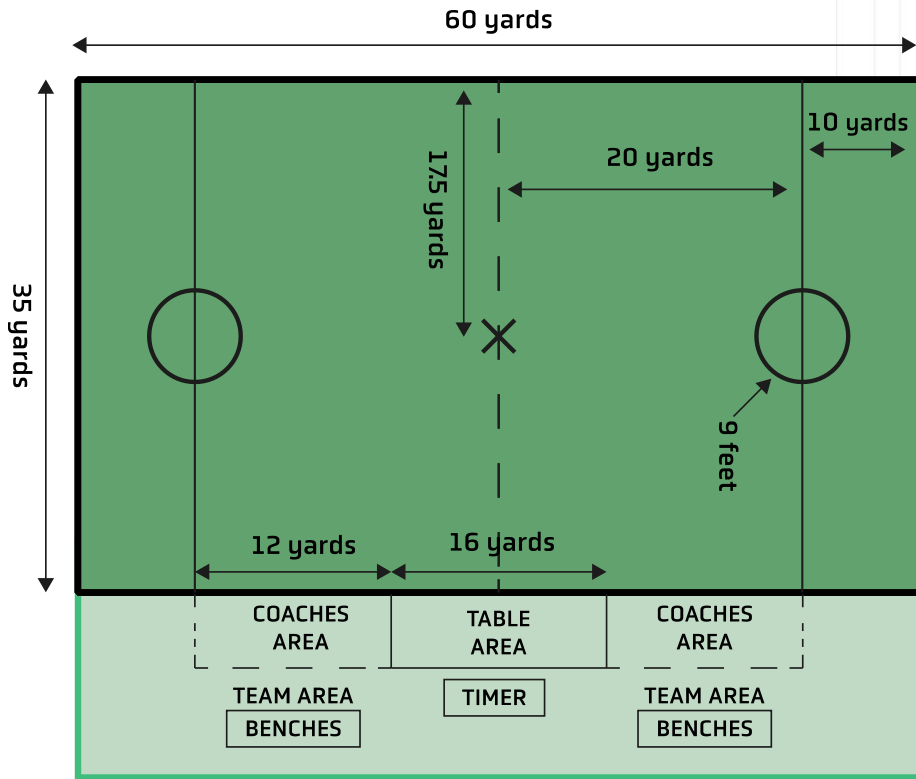 60 yards
10 yards
20 yards
17.5 yards
35 yards
9 feet
12 yards
16 yards
COACHES
AREA
TABLE
AREA
COACHES
AREA
TEAM AREA
BENCHES
TIMER
TEAM AREA
BENCHES